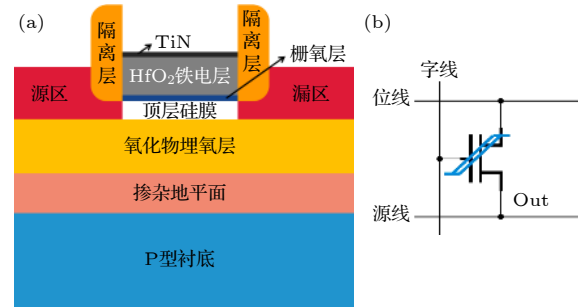 (a)
隔离层
TiN
隔离层
HfO₂铁电层
栅氧层
源区
顶层硅膜
漏区
氧化物埋氧层
掺杂地平面
P型衬底
(b)
字线
位线
源线
Out